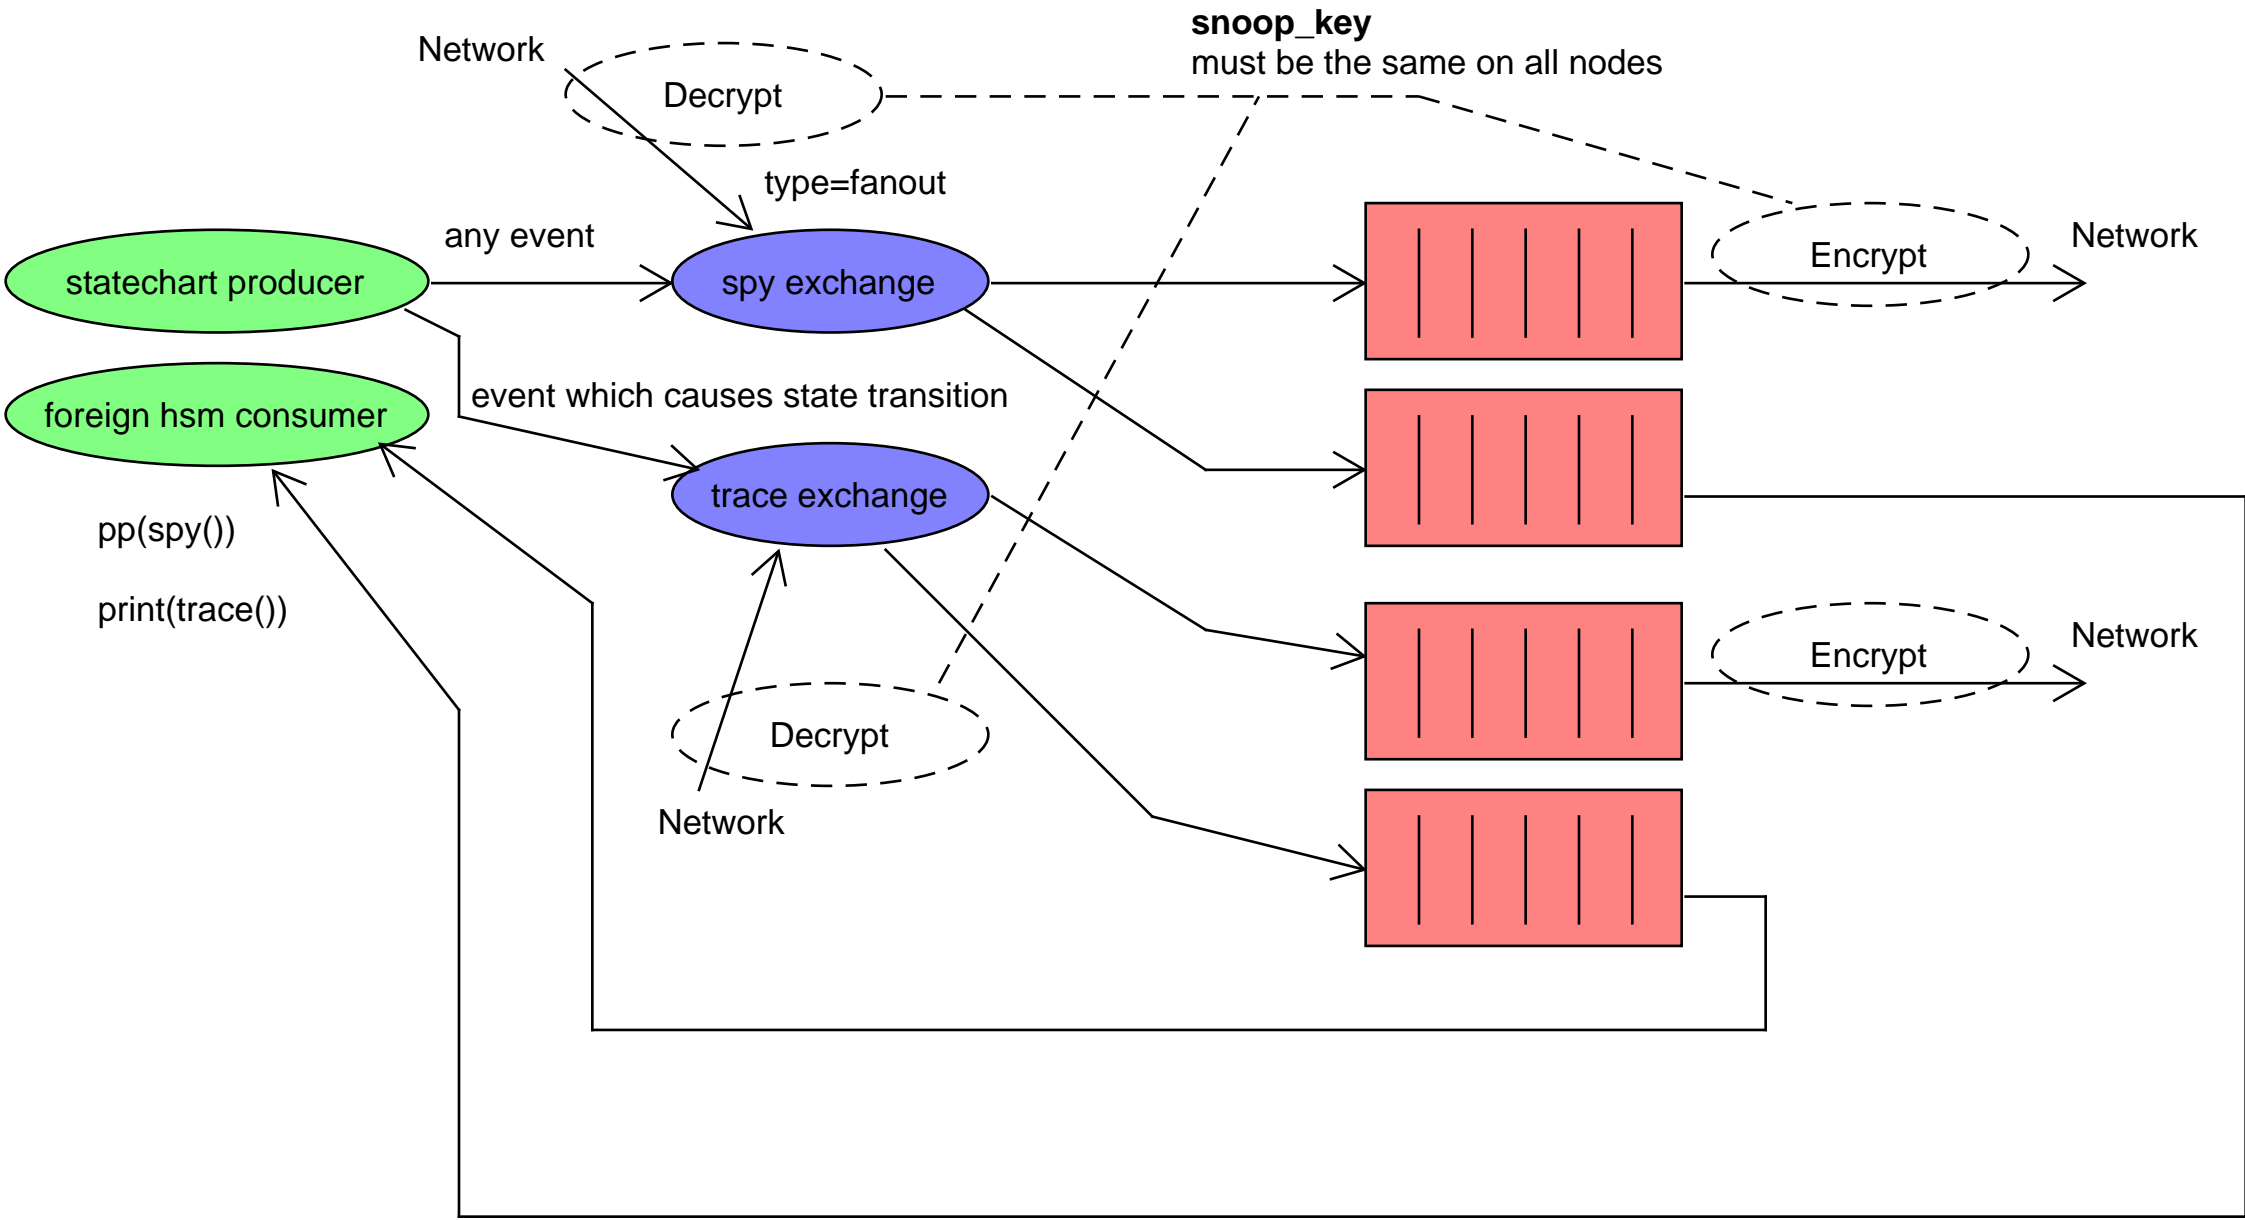 snoop_key
must be the same on all nodes
Network
Decrypt
type=fanout
any event
Network
Encrypt
statechart producer
spy exchange
event which causes state transition
foreign hsm consumer
trace exchange
pp(spy())
print(trace())
Network
Encrypt
Decrypt
Network